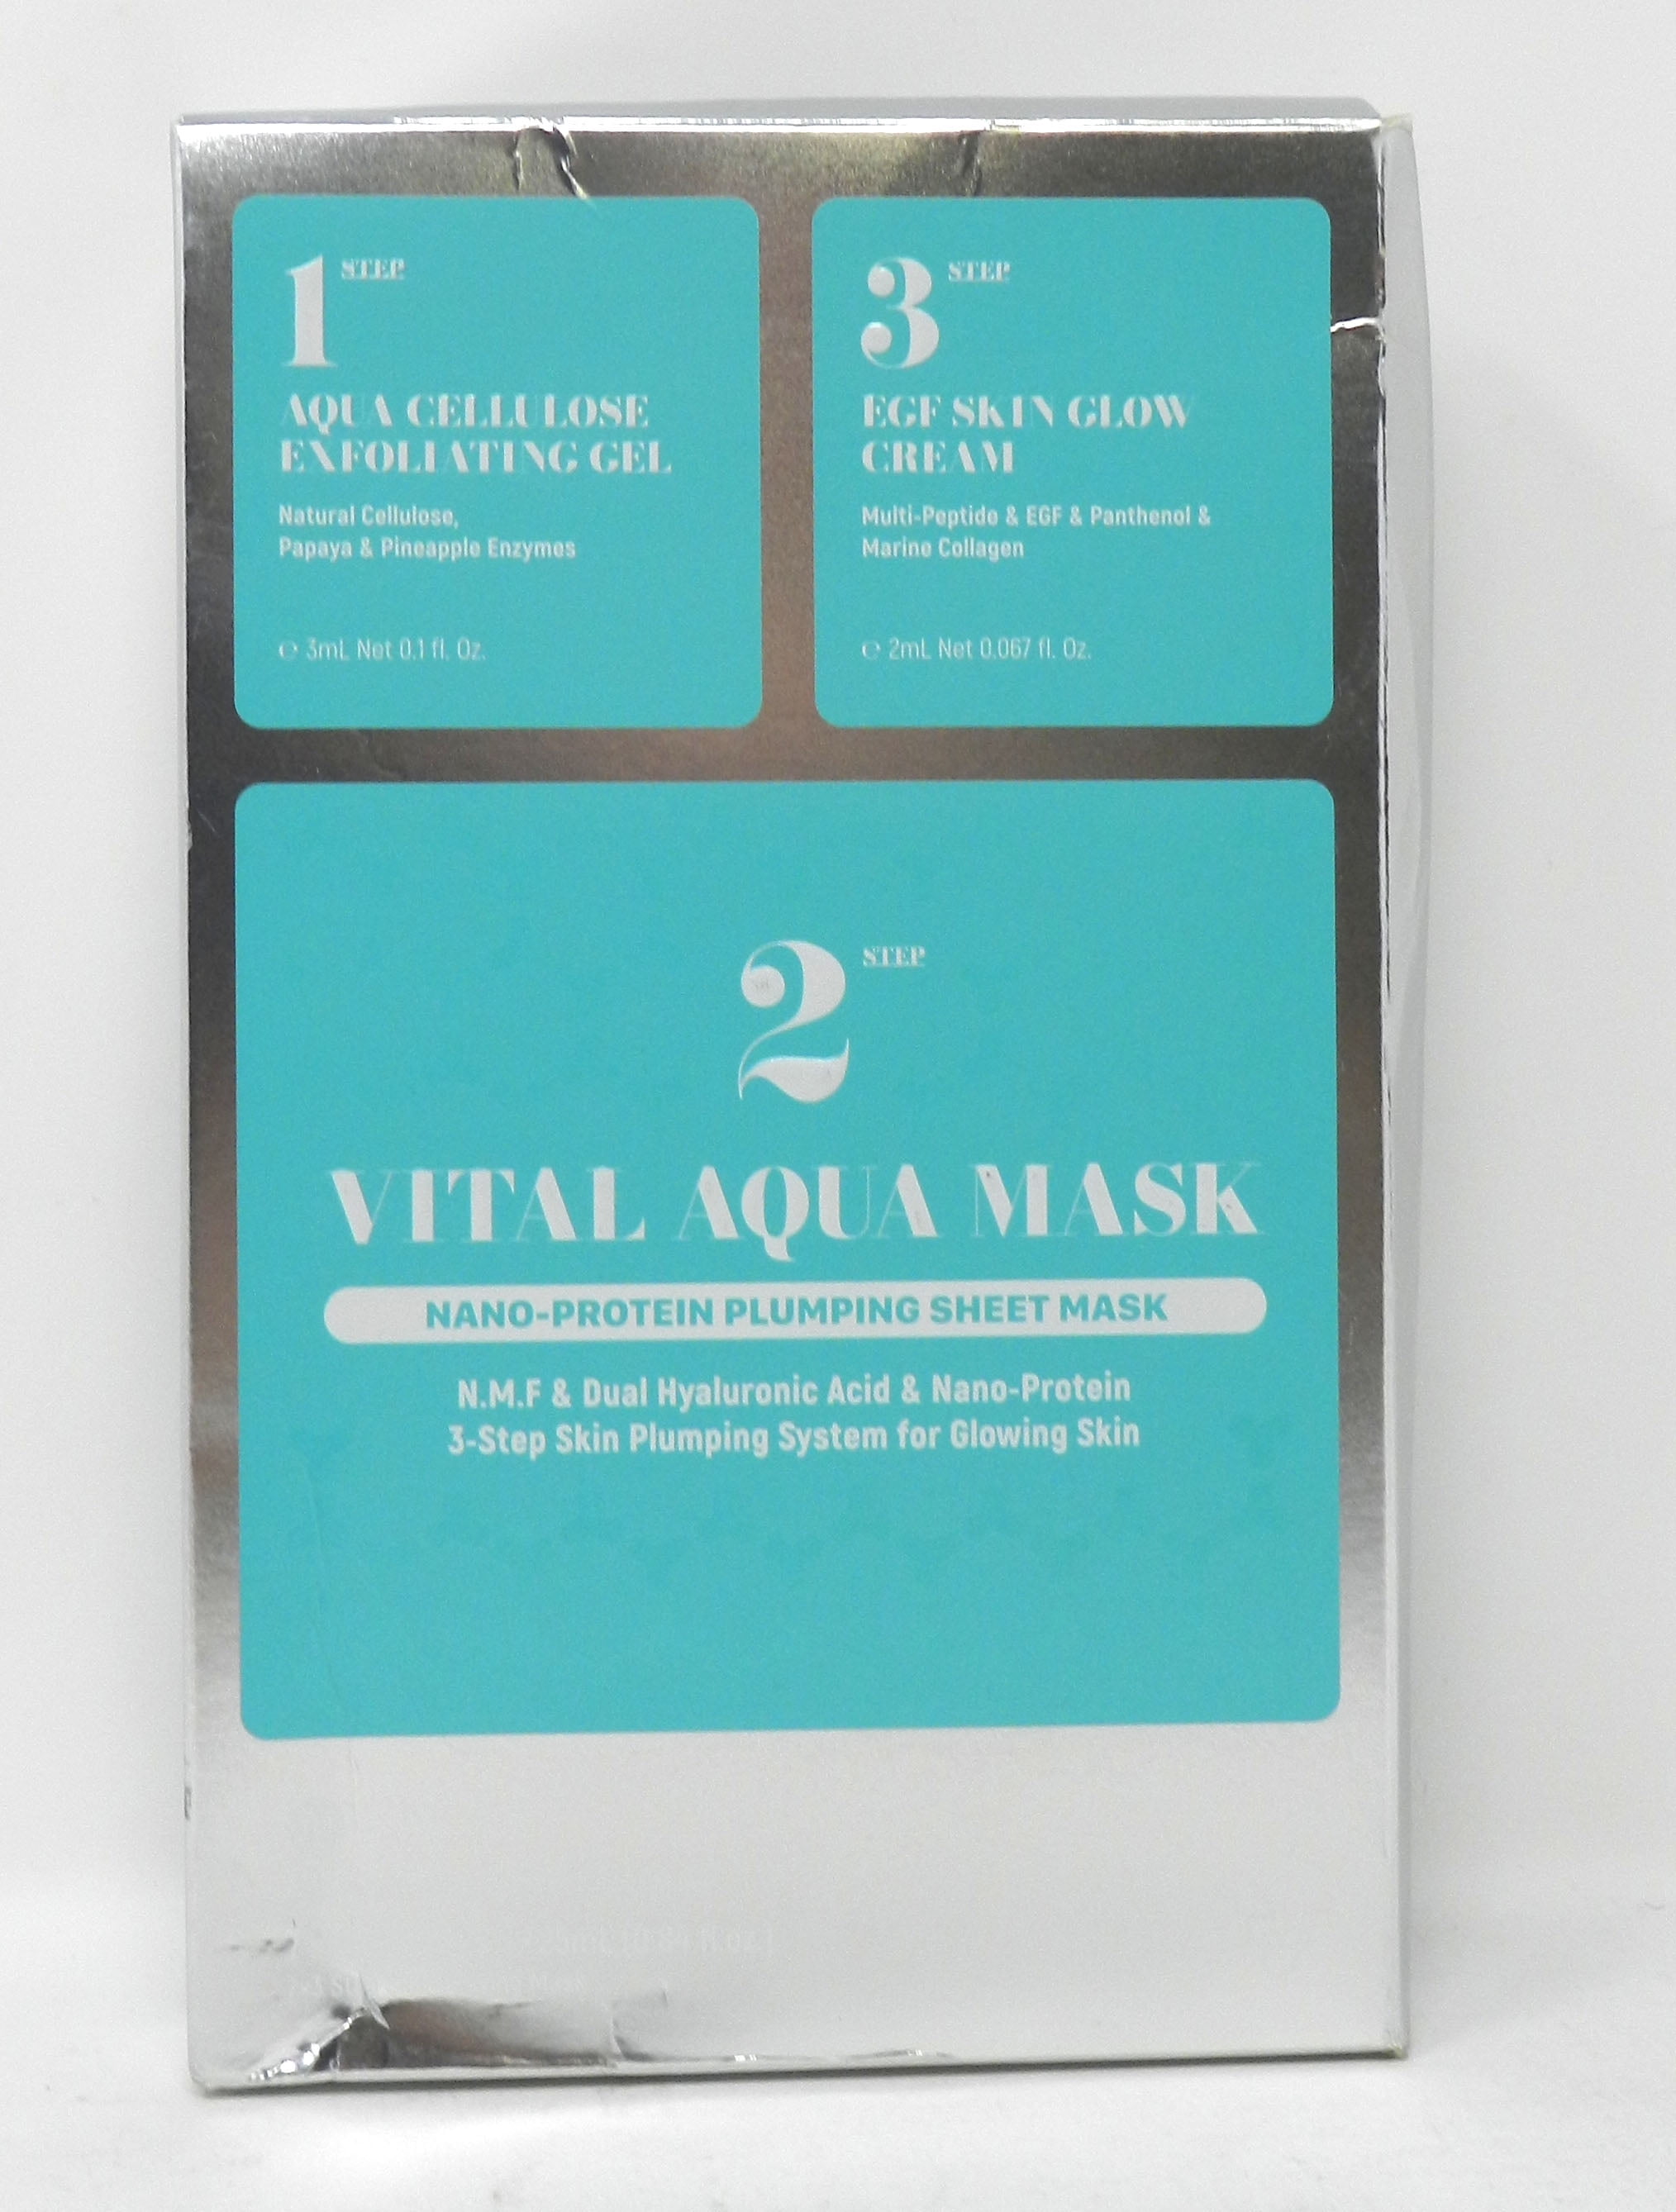 1 STEP
AQUA CELLULOSE
EXFOLIATING GEL
Natural Cellulose,
Papaya & Pineapple Enzymes
℮ 3mL Net 0.1 fl. Oz.
3 STEP
EGF SKIN GLOW
CREAM
Multi-Peptide & EGF & Panthenol &
Marine Collagen
℮ 2mL Net 0.067 fl. Oz.
2 STEP
VITAL AQUA MASK
NANO-PROTEIN PLUMPING SHEET MASK
N.M.F & Dual Hyaluronic Acid & Nano-Protein
3-Step Skin Plumping System for Glowing Skin